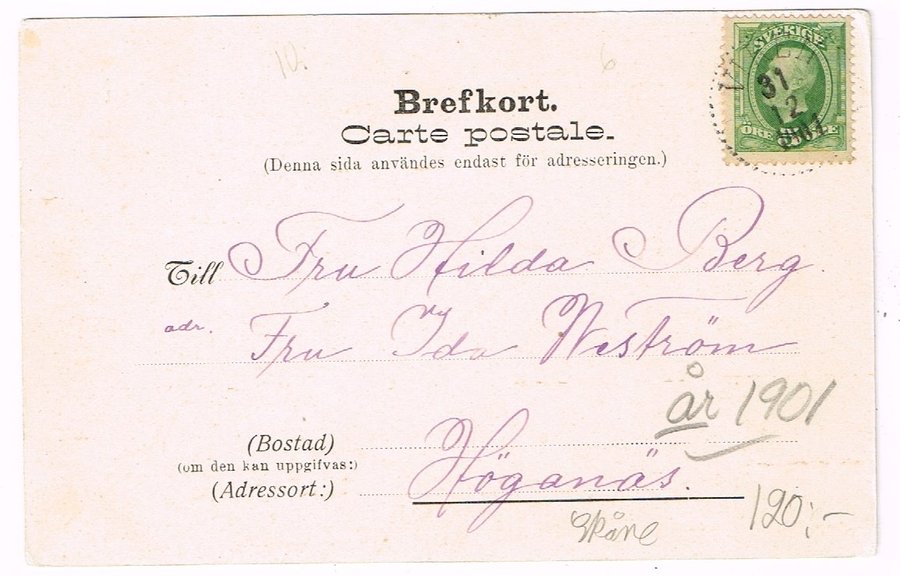 10:
6
SVERIGE
31
12
1901
ÖRE
Brefkort.
Carte postale.
(Denna sida användes endast för adresseringen.)
Till Fru Hilda Berg.
adr. Fru Ida Weström
år 1901
(Bostad)
(om den kan uppgifvas:)
(Adressort:) Höganäs.
Skåne
120:-